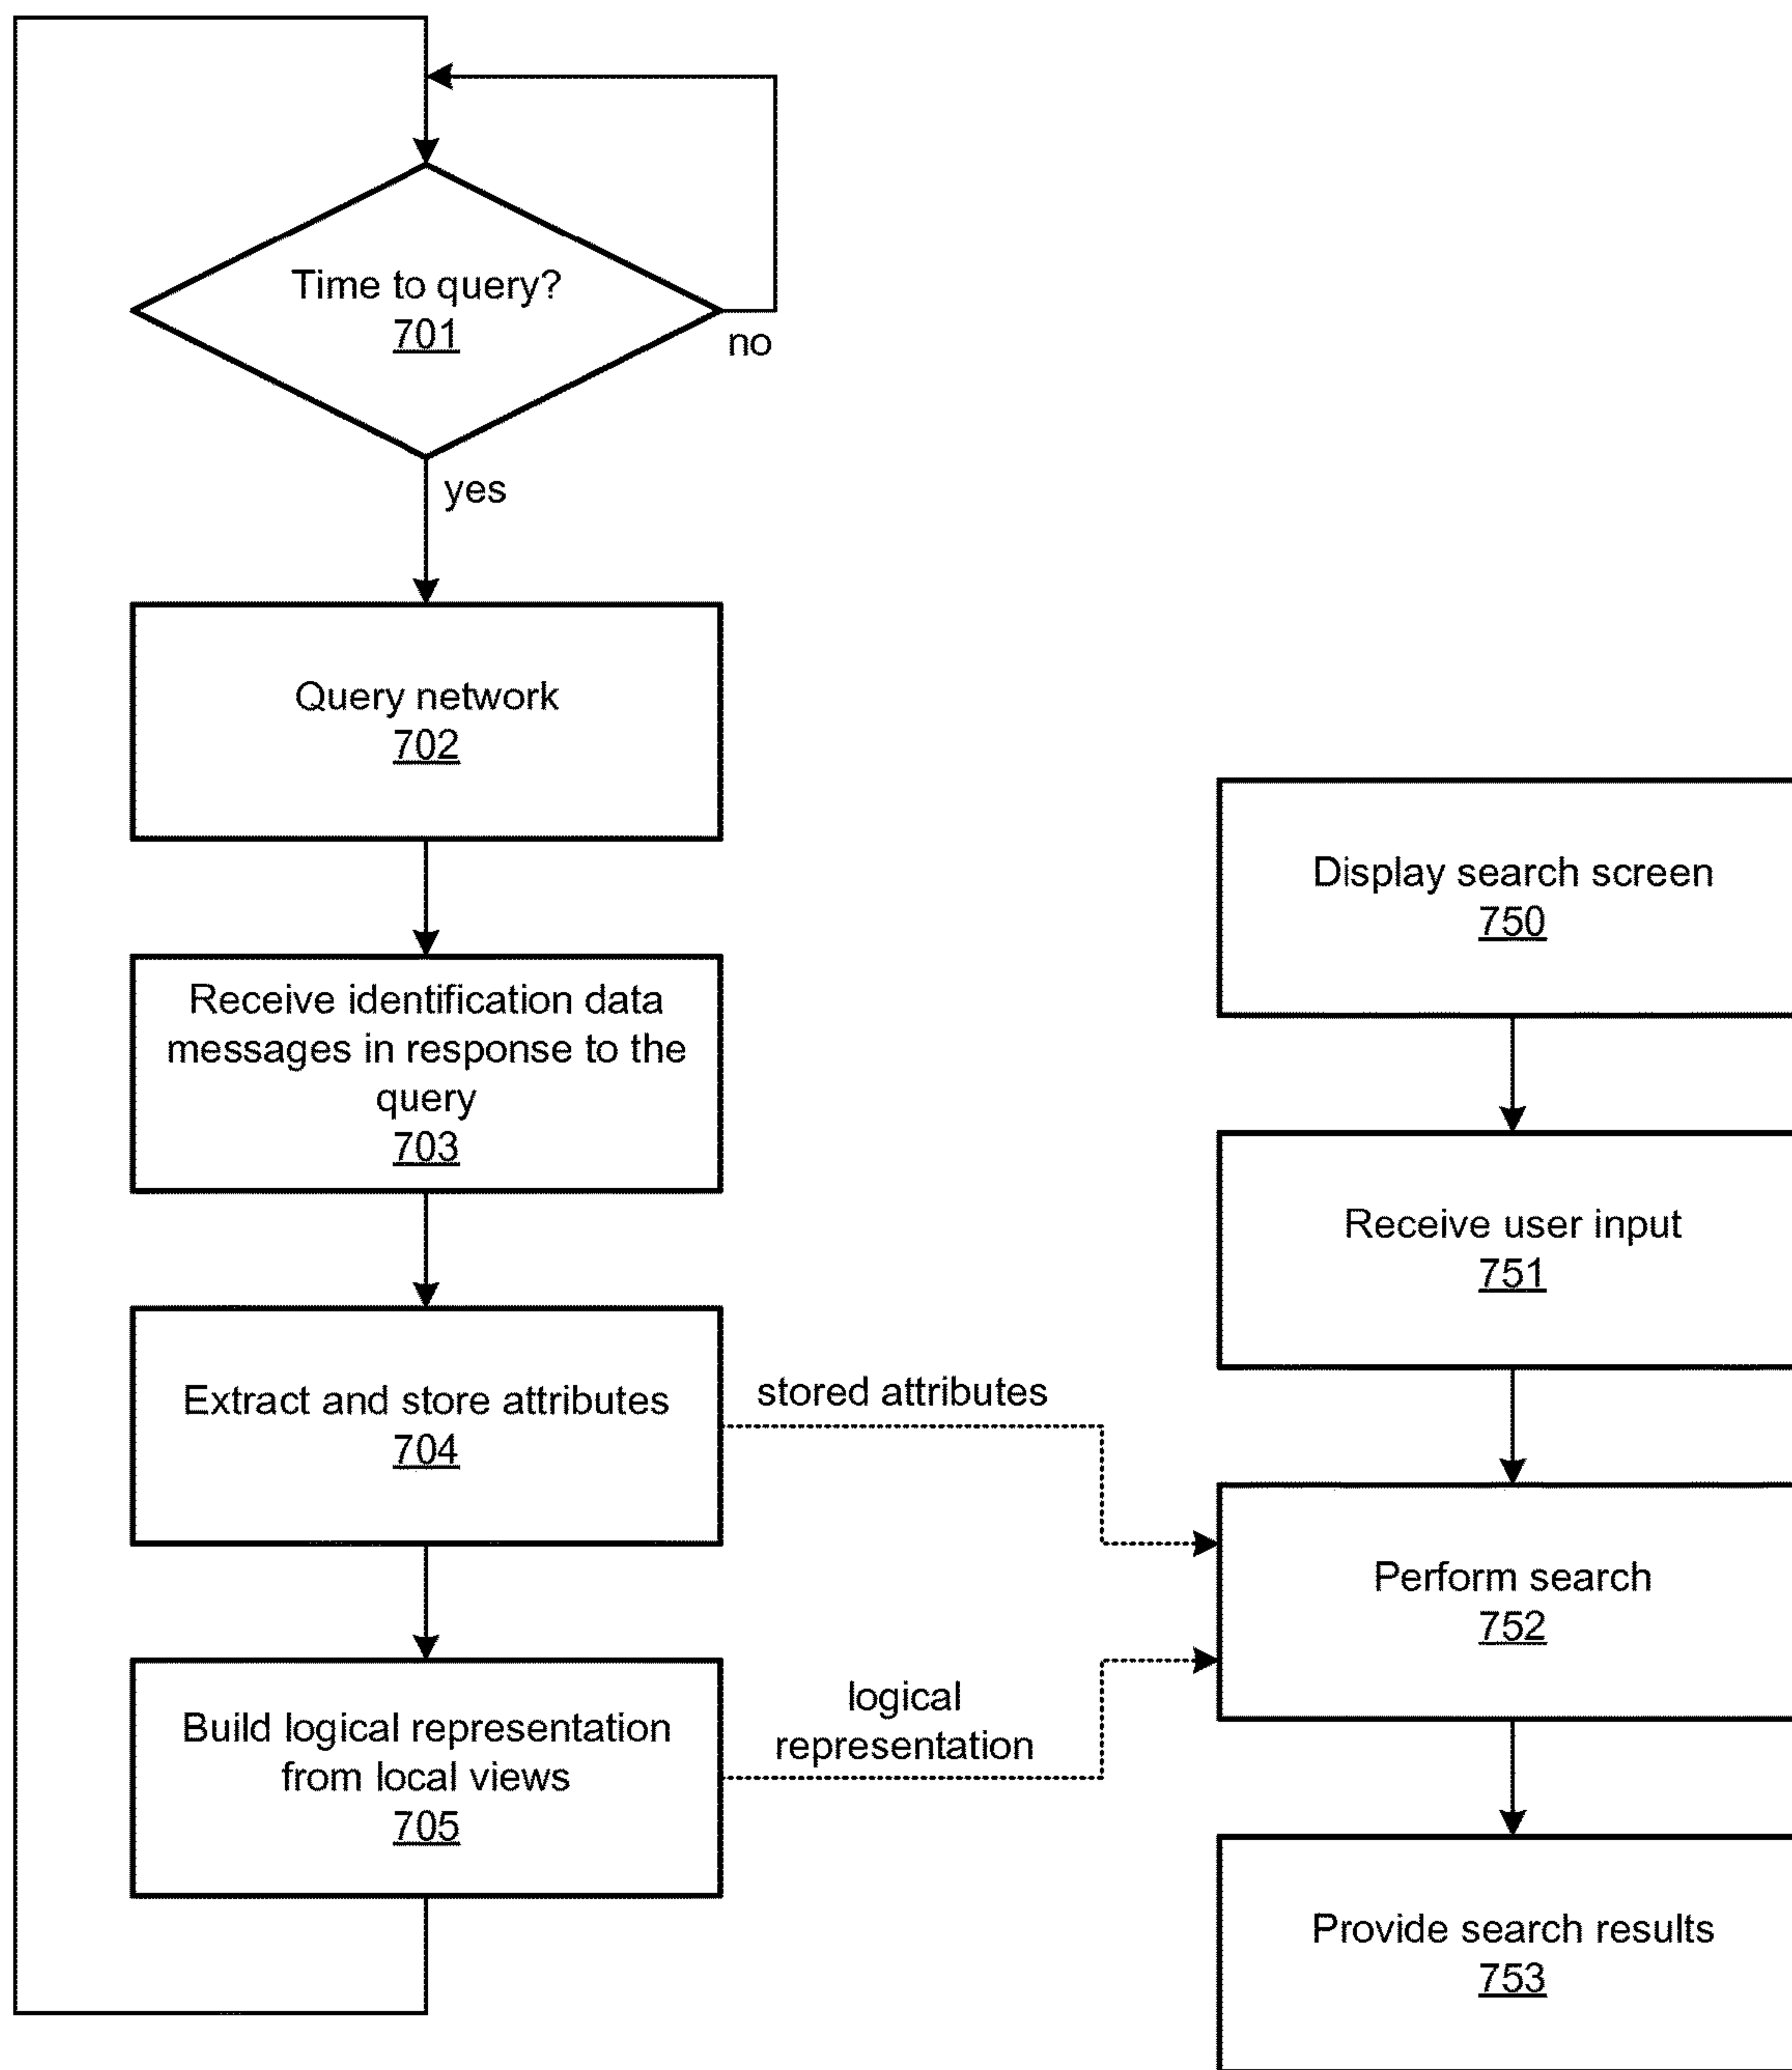 Time to query?
701
no
yes
Query network
702
Receive identification data
messages in response to the
query
703
Extract and store attributes
704
stored attributes
Build logical representation
from local views
705
logical
representation
Display search screen
750
Receive user input
751
Perform search
752
Provide search results
753